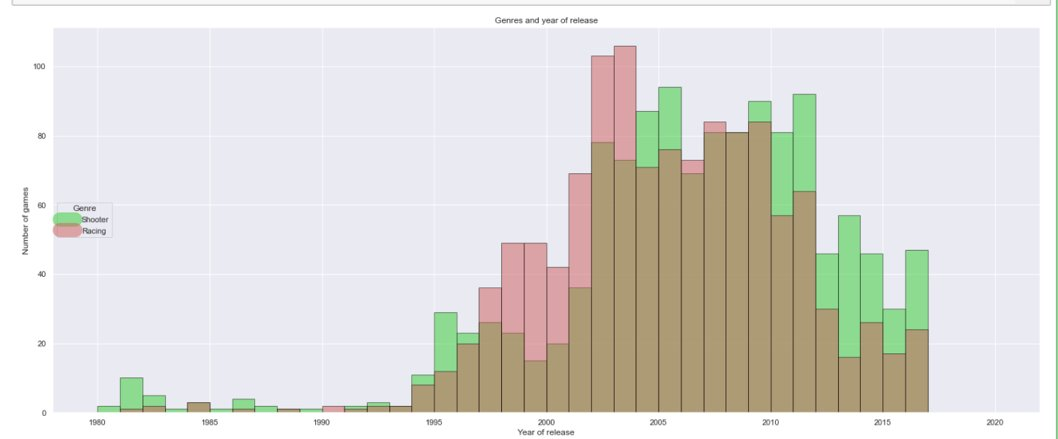 Genres and year of release
100
80
60
40
20
0
Number of games
Genre
Shooter
Racing
1980 1985 1990 1995 2000 2005 2010 2015 2020
Year of release